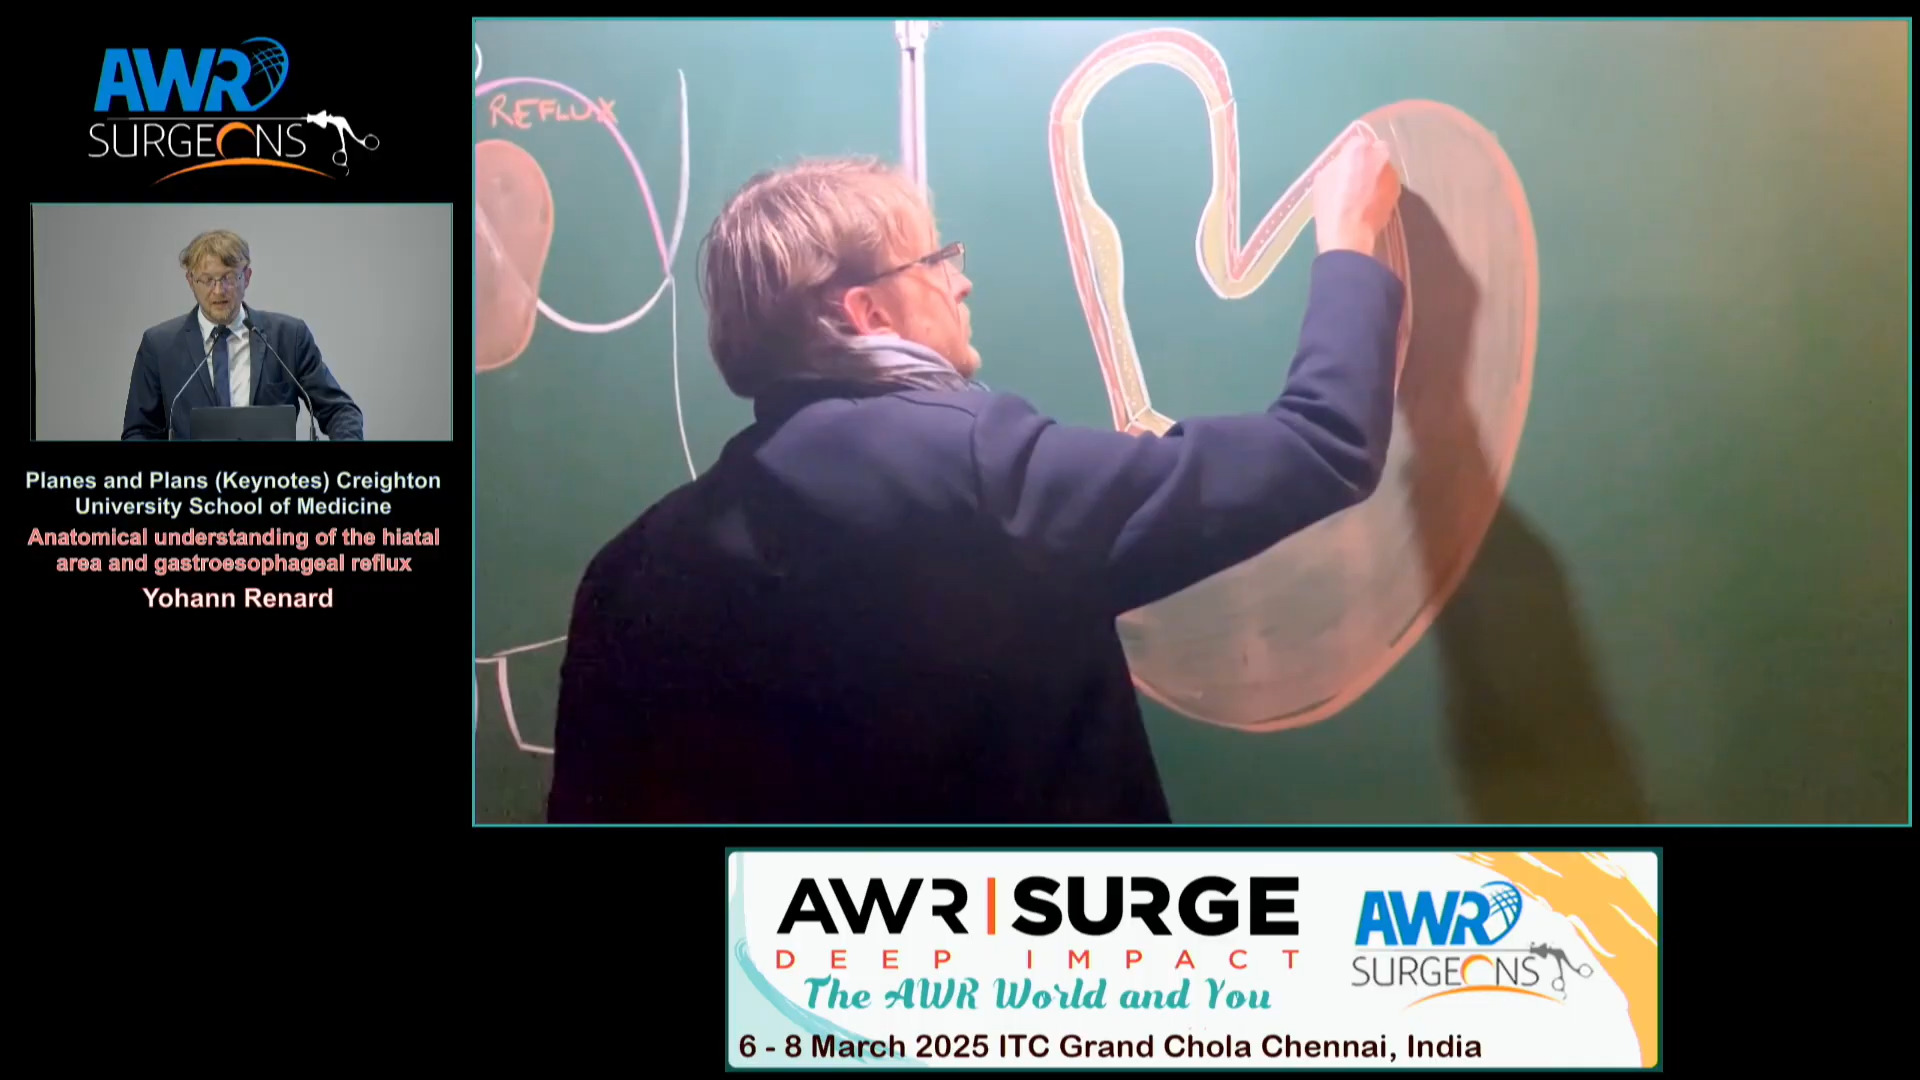 AWR
SURGEONS
Planes and Plans (Keynotes) Creighton
University School of Medicine
Anatomical understanding of the hiatal
area and gastroesophageal reflux
Yohann Renard
REFLUX
AWR|SURGE
DEEP IMPACT
The AWR World and You
6 - 8 March 2025 ITC Grand Chola Chennai, India
AWR
SURGEONS